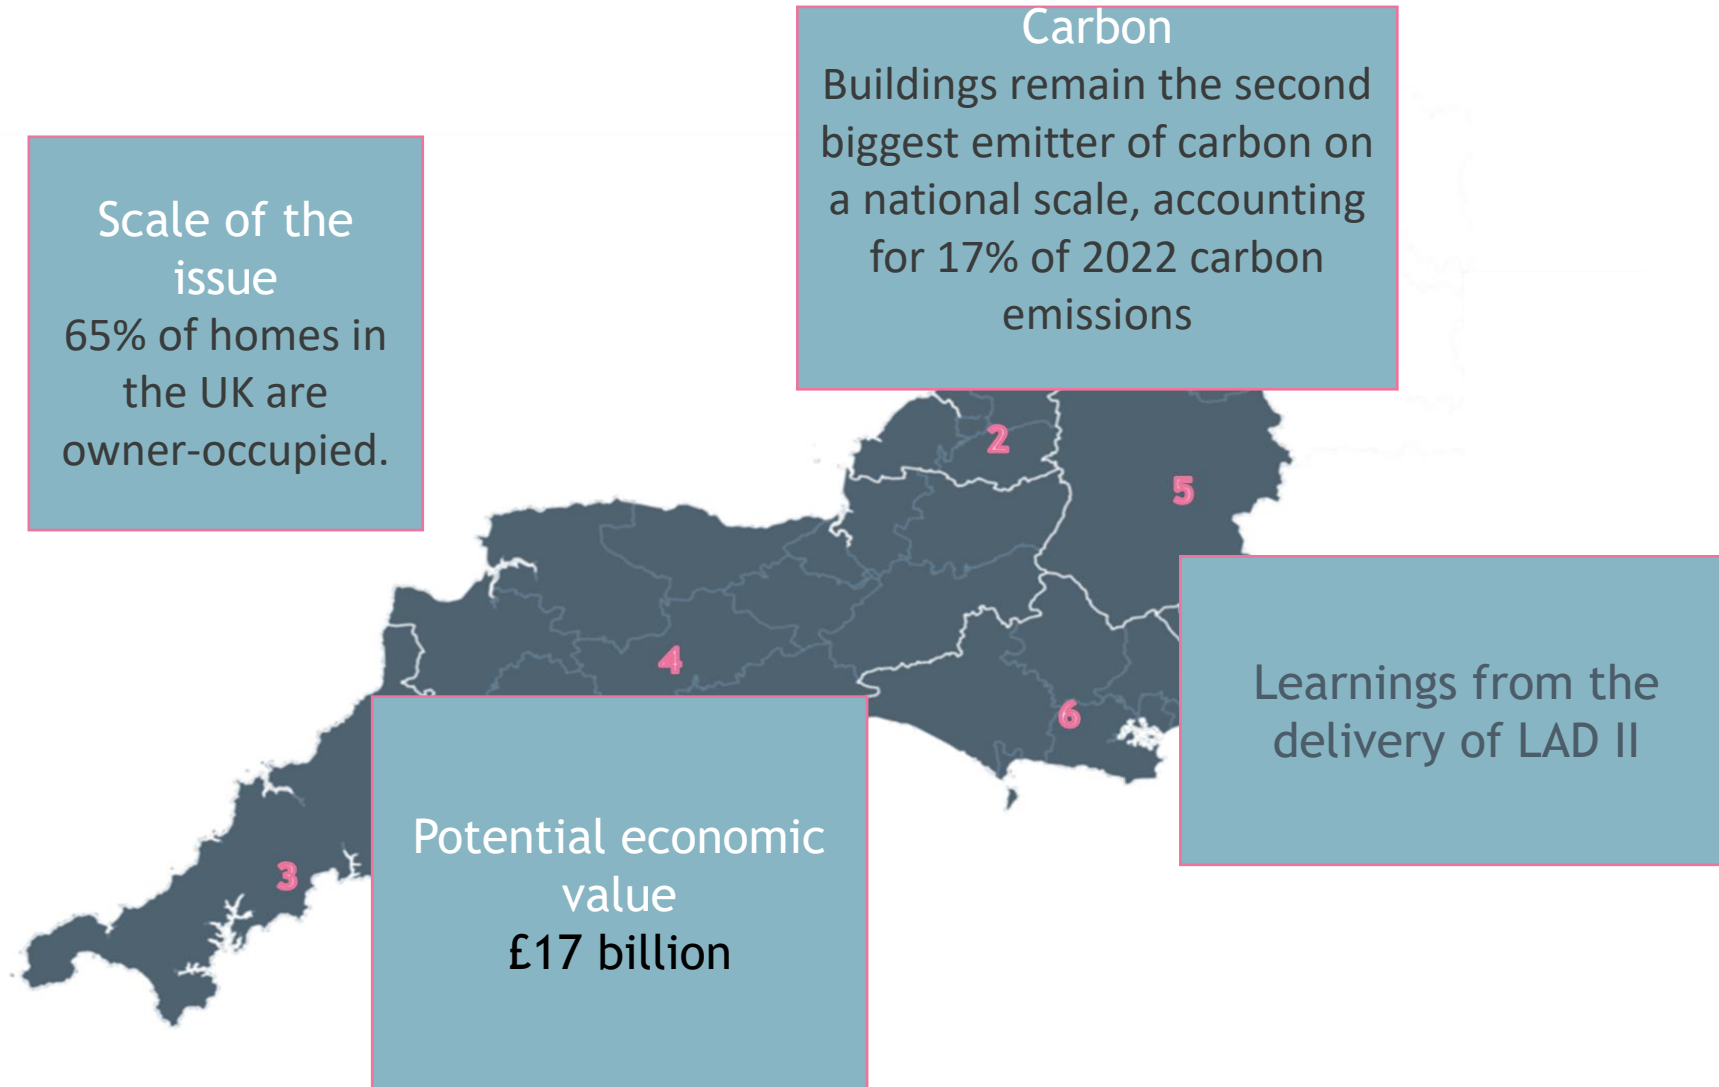 Carbon
Buildings remain the second
biggest emitter of carbon on
a national scale, accounting
for 17% of 2022 carbon
emissions
Scale of the
issue
65% of homes in
the UK are
owner-occupied.
2
5
4
6
3
Learnings from the
delivery of LAD II
Potential economic
value
£17 billion